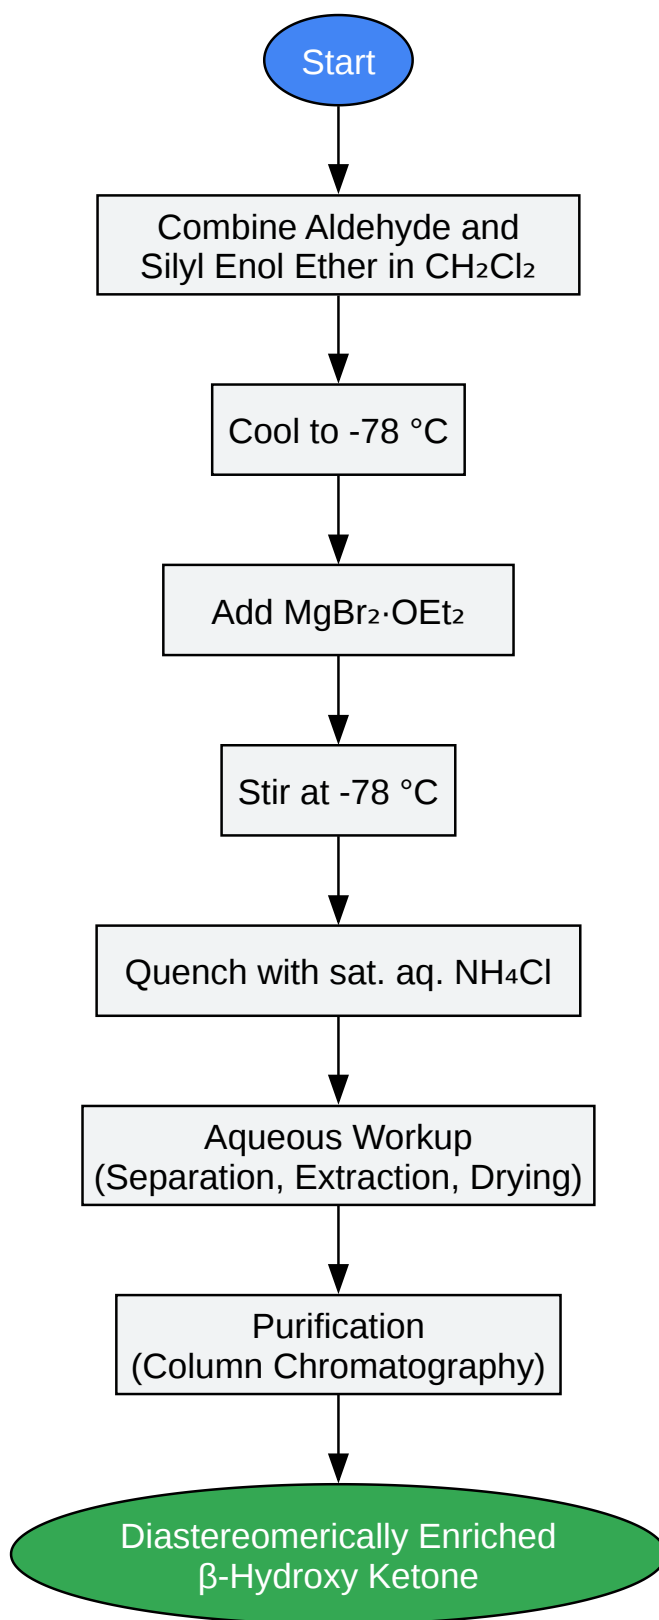 Start
Combine Aldehyde and
Silyl Enol Ether in CH₂Cl₂
Cool to -78 °C
Add MgBr₂·OEt₂
Stir at -78 °C
Quench with sat. aq. NH₄Cl
Aqueous Workup
(Separation, Extraction, Drying)
Purification
(Column Chromatography)
Diastereomerically Enriched
β-Hydroxy Ketone